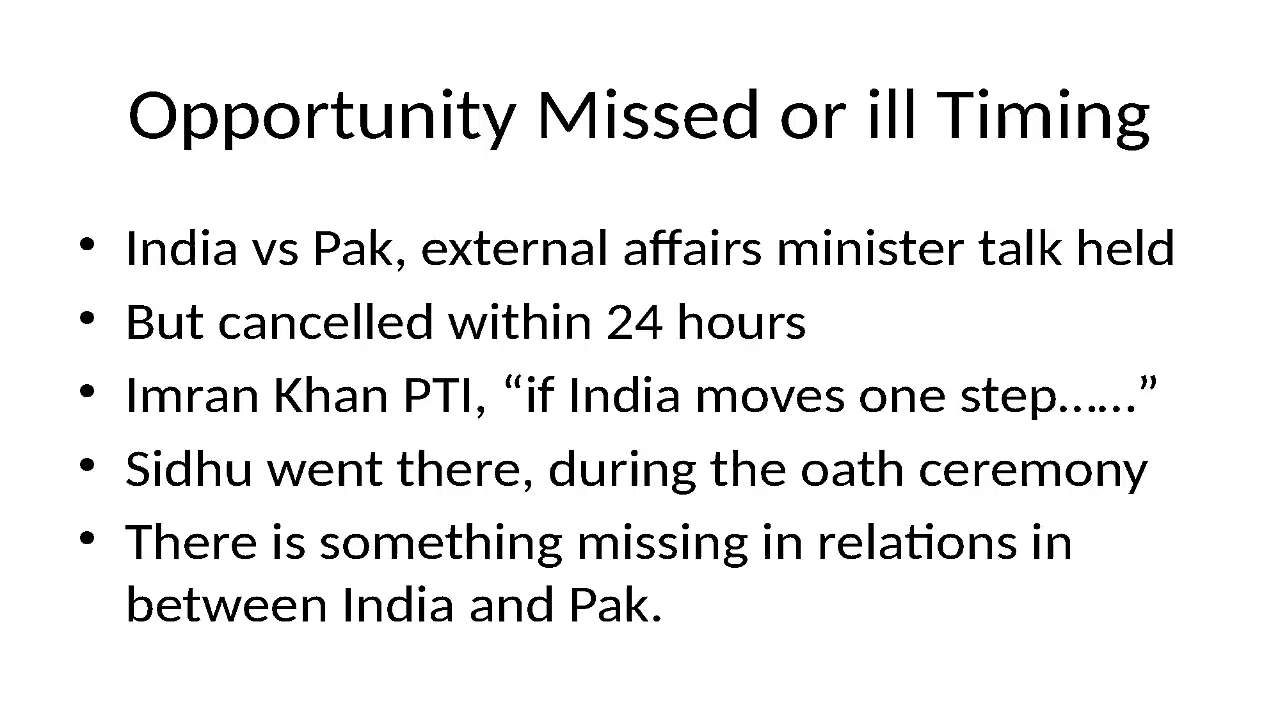 Opportunity Missed or ill Timing
• India vs Pak, external affairs minister talk held
• But cancelled within 24 hours
• Imran Khan PTI, “if India moves one step……”
• Sidhu went there, during the oath ceremony
• There is something missing in relations in
between India and Pak.